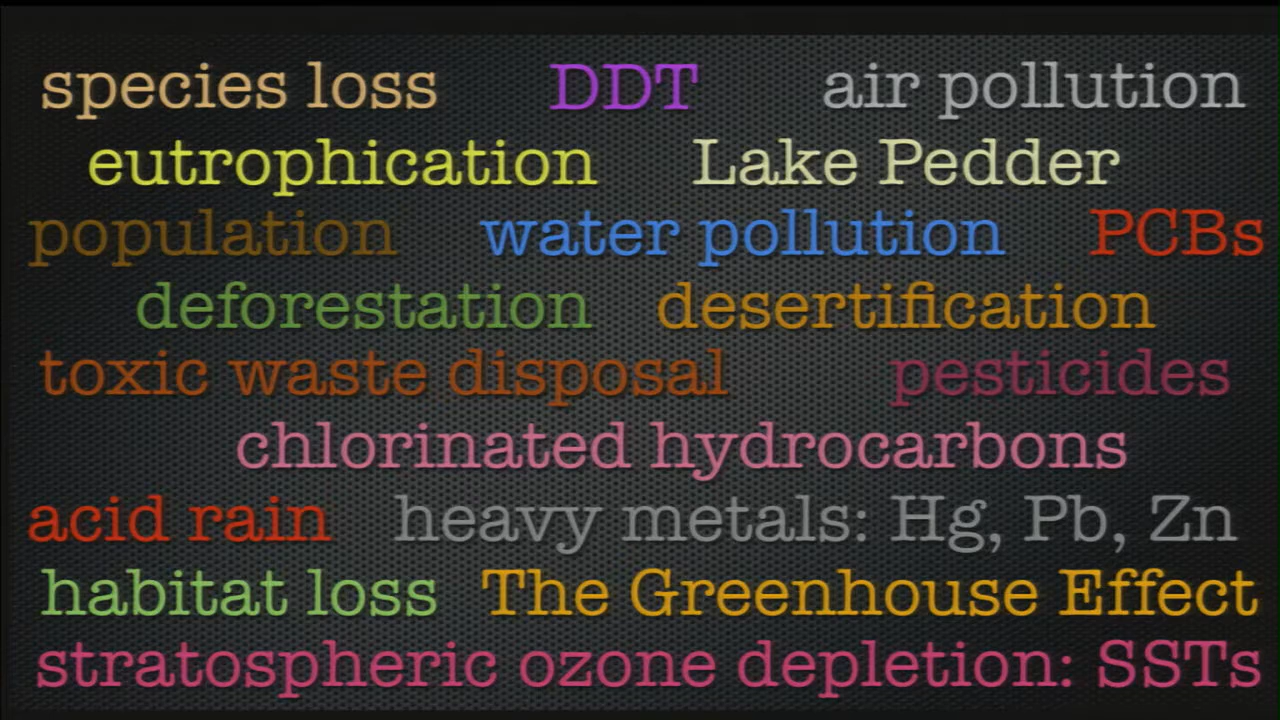 species loss DDT air pollution
eutrophication Lake Pedder
population water pollution PCBs
deforestation desertification
toxic waste disposal pesticides
chlorinated hydrocarbons
acid rain heavy metals: Hg, Pb, Zn
habitat loss The Greenhouse Effect
stratospheric ozone depletion: SSTs